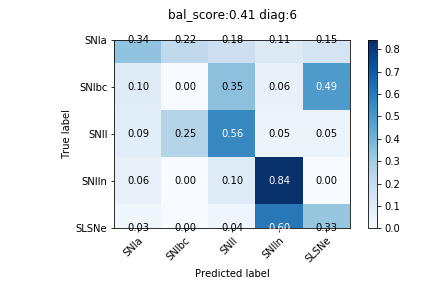 bal_score:0.41 diag:6
SNIa 0.34 0.22 0.18 0.11 0.15
SNIbc 0.10 0.00 0.35 0.06 0.49
SNII 0.09 0.25 0.56 0.05 0.05
SNIIn 0.06 0.00 0.10 0.84 0.00
SLSNe 0.03 0.00 0.04 0.60 0.33
True label
SNIa SNIbc SNII SNIIn SLSNe
Predicted label
0.8
0.7
0.6
0.5
0.4
0.3
0.2
0.1
0.0